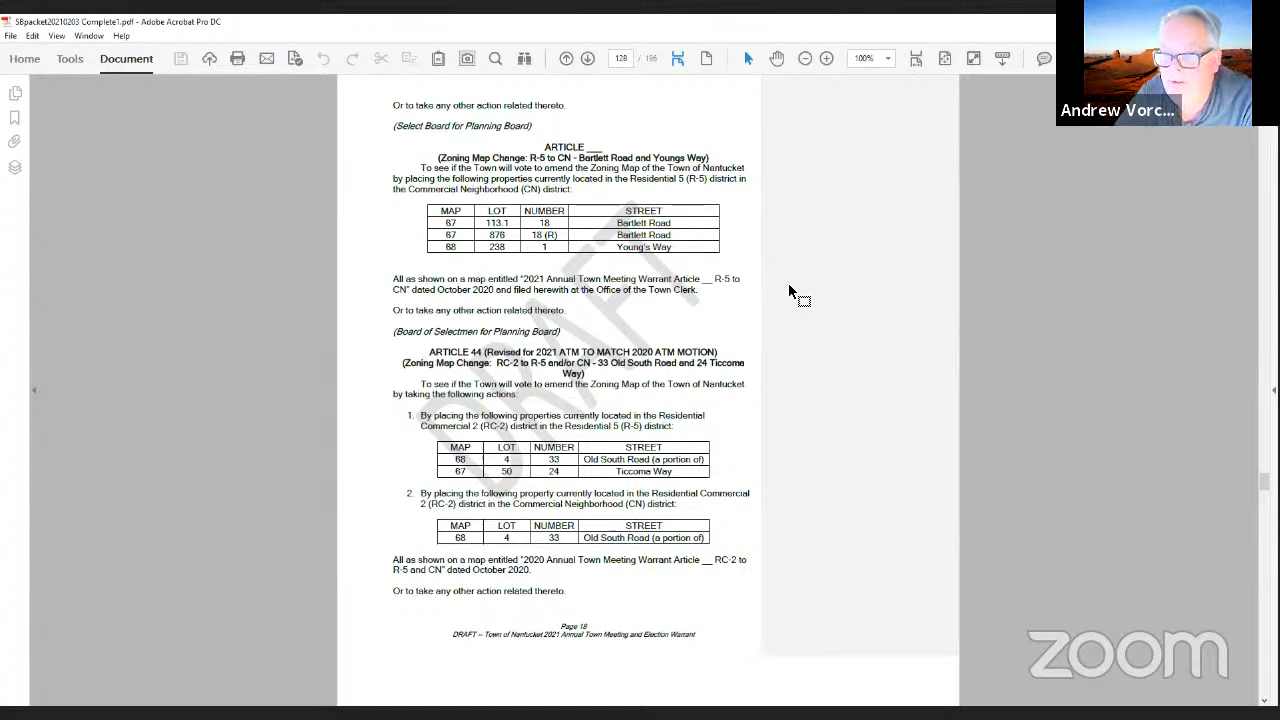 SBpacket20210203 Complete1.pdf - Adobe Acrobat Pro DC
File Edit View Window Help
Home Tools Document 128 / 196 100%
Andrew Vorc...
Or to take any other action related thereto.
(Select Board for Planning Board)
ARTICLE ___
(Zoning Map Change: R-5 to CN - Bartlett Road and Youngs Way)
To see if the Town will vote to amend the Zoning Map of the Town of Nantucket
by placing the following properties currently located in the Residential 5 (R-5) district in
the Commercial Neighborhood (CN) district:
MAP LOT NUMBER STREET
67 113.1 18 Bartlett Road
67 876 18 (R) Bartlett Road
68 238 1 Young's Way
All as shown on a map entitled "2021 Annual Town Meeting Warrant Article __ R-5 to
CN" dated October 2020 and filed herewith at the Office of the Town Clerk.
Or to take any other action related thereto.
(Board of Selectmen for Planning Board)
ARTICLE 44 (Revised for 2021 ATM TO MATCH 2020 ATM MOTION)
(Zoning Map Change: RC-2 to R-5 and/or CN - 33 Old South Road and 24 Ticcoma
Way)
To see if the Town will vote to amend the Zoning Map of the Town of Nantucket
by taking the following actions:
1. By placing the following properties currently located in the Residential
Commercial 2 (RC-2) district in the Residential 5 (R-5) district:
MAP LOT NUMBER STREET
68 4 33 Old South Road (a portion of)
67 50 24 Ticcoma Way
2. By placing the following property currently located in the Residential Commercial
2 (RC-2) district in the Commercial Neighborhood (CN) district:
MAP LOT NUMBER STREET
68 4 33 Old South Road (a portion of)
All as shown on a map entitled "2020 Annual Town Meeting Warrant Article __ RC-2 to
R-5 and CN" dated October 2020.
Or to take any other action related thereto.
Page 18
DRAFT -- Town of Nantucket 2021 Annual Town Meeting and Election Warrant
DRAFT
zoom